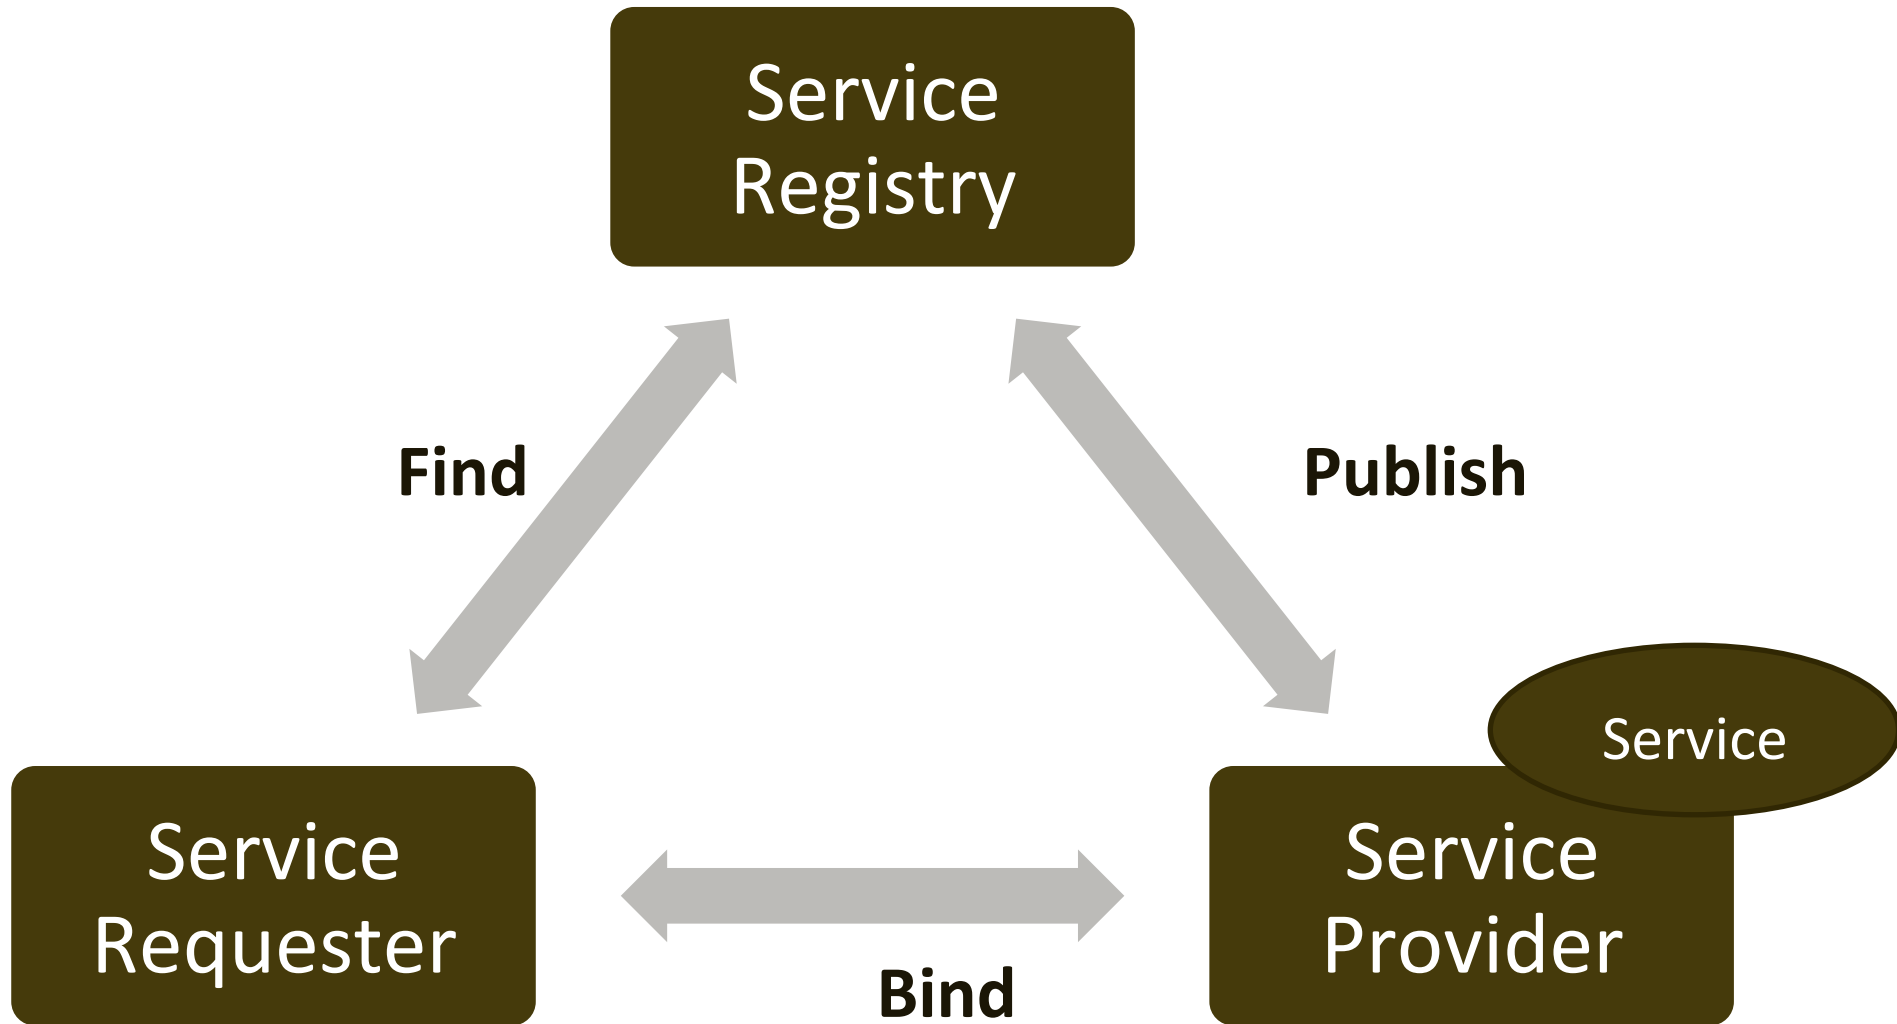 Service
Registry
Find
Publish
Service
Service
Requester
Service
Provider
Bind